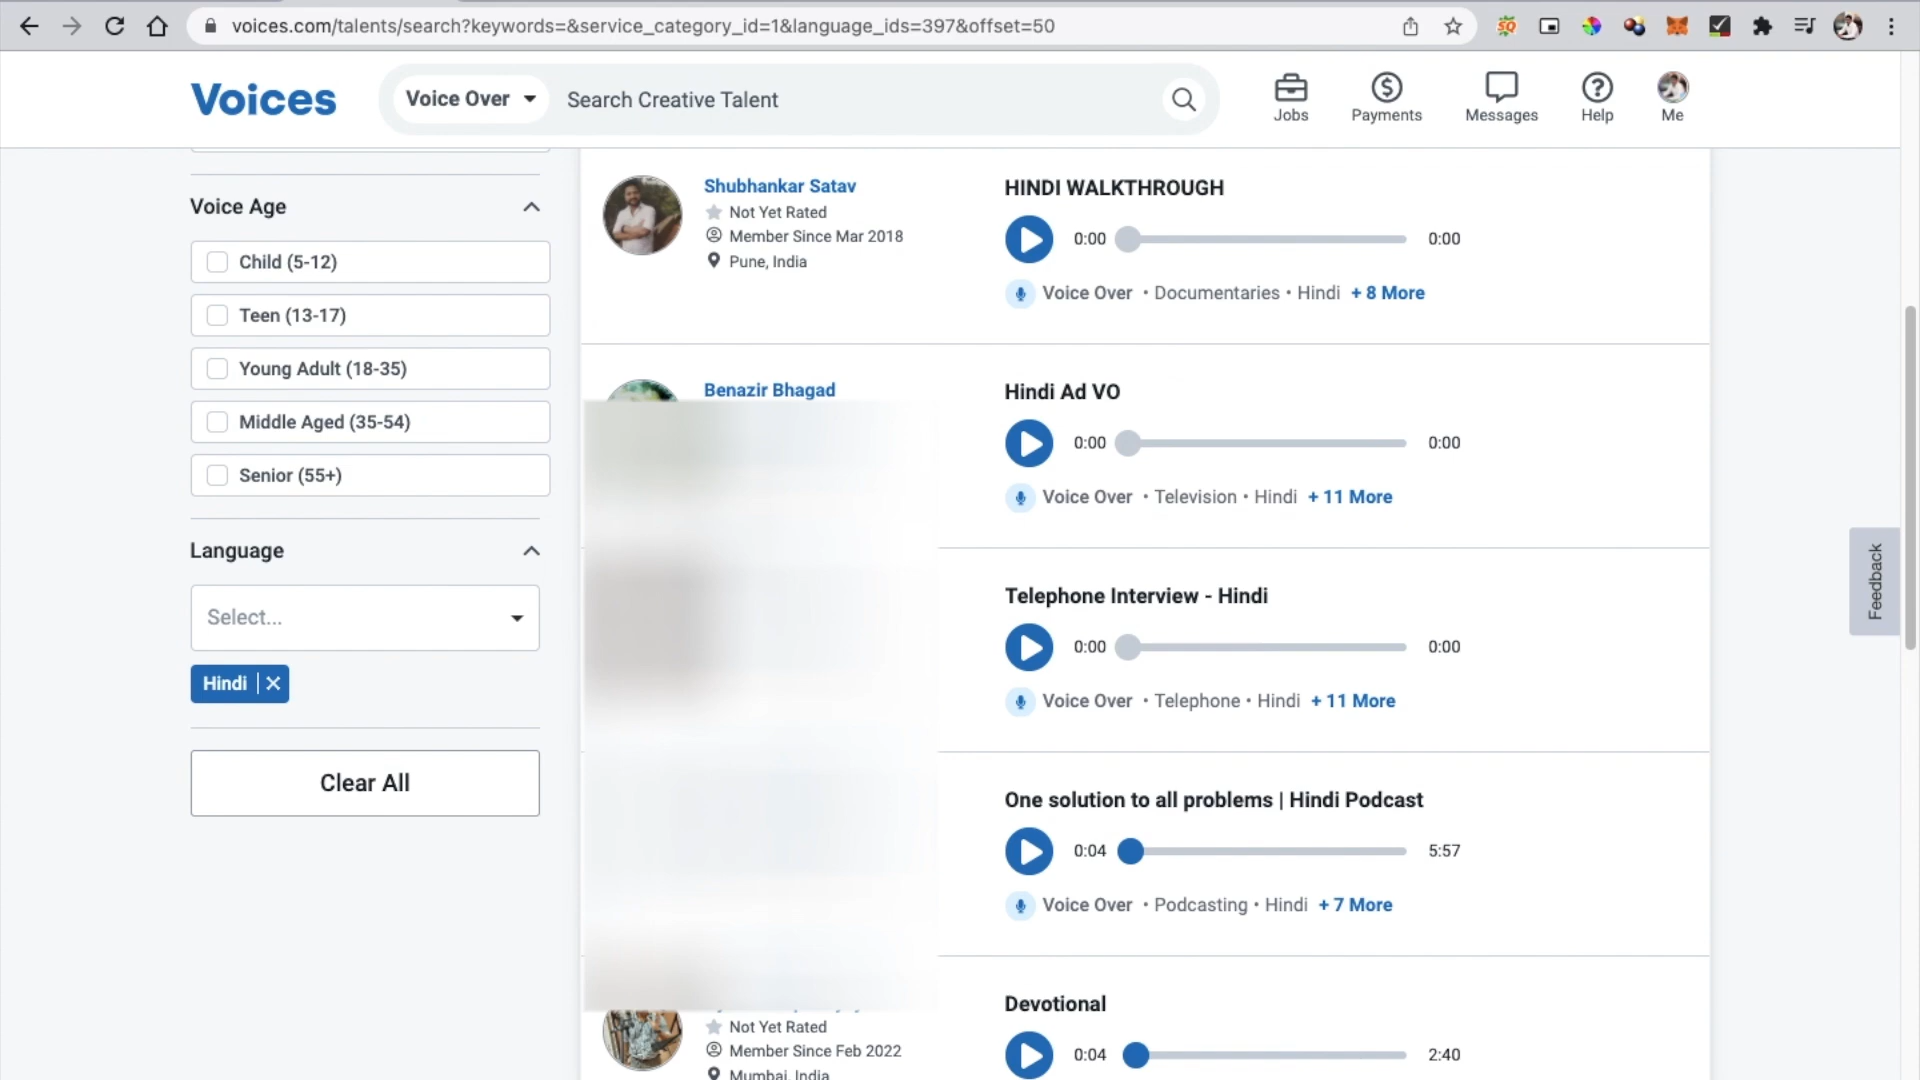 voices.com/talents/search?keywords=&service_category_id=1&language_ids=397&offset=50
Voices
Voice Over
Search Creative Talent
Jobs
Payments
Messages
Help
Me
Voice Age
Child (5-12)
Teen (13-17)
Young Adult (18-35)
Middle Aged (35-54)
Senior (55+)
Language
Select...
Hindi
Clear All
Shubhankar Satav
Not Yet Rated
Member Since Mar 2018
Pune, India
HINDI WALKTHROUGH
0:00 0:00
Voice Over • Documentaries • Hindi + 8 More
Benazir Bhagad
Hindi Ad VO
0:00 0:00
Voice Over • Television • Hindi + 11 More
Telephone Interview - Hindi
0:00 0:00
Voice Over • Telephone • Hindi + 11 More
One solution to all problems | Hindi Podcast
0:04 5:57
Voice Over • Podcasting • Hindi + 7 More
Not Yet Rated
Member Since Feb 2022
Mumbai, India
Devotional
0:04 2:40
Feedback